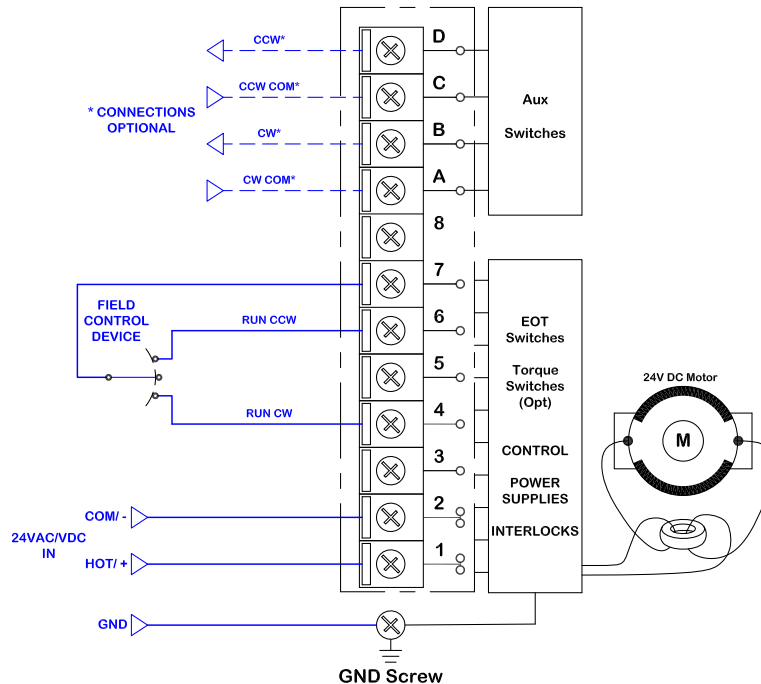 CCW*
D
CCW COM*
C
* CONNECTIONS
OPTIONAL
CW*
B
CW COM*
A
Aux
Switches
8
7
FIELD
CONTROL
DEVICE
RUN CCW
6
5
RUN CW
4
3
COM/ -
2
24VAC/VDC
IN
HOT/ +
1
GND
GND Screw
EOT
Switches
Torque
Switches
(Opt)
CONTROL
POWER
SUPPLIES
INTERLOCKS
24V DC Motor
M